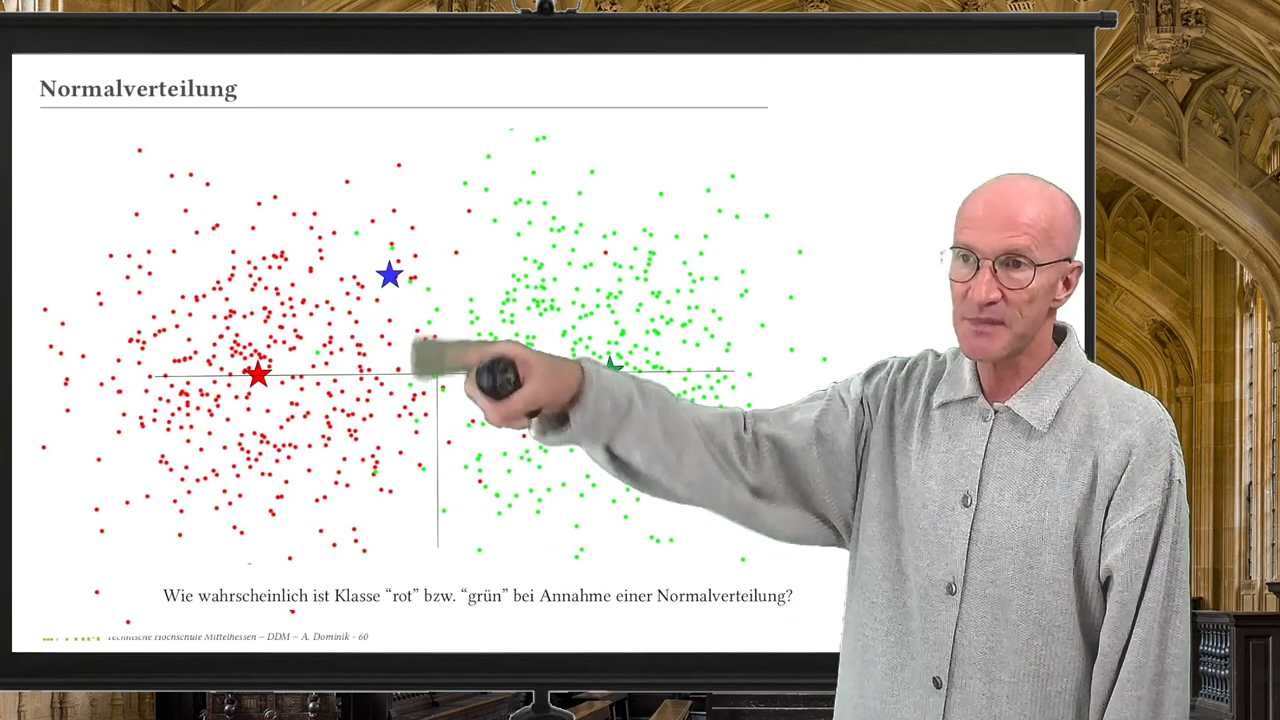 Normalverteilung
Wie wahrscheinlich ist Klasse “rot” bzw. “grün” bei Annahme einer Normalverteilung?
Technische Hochschule Mittelhessen – DDM – A. Dominik - 60